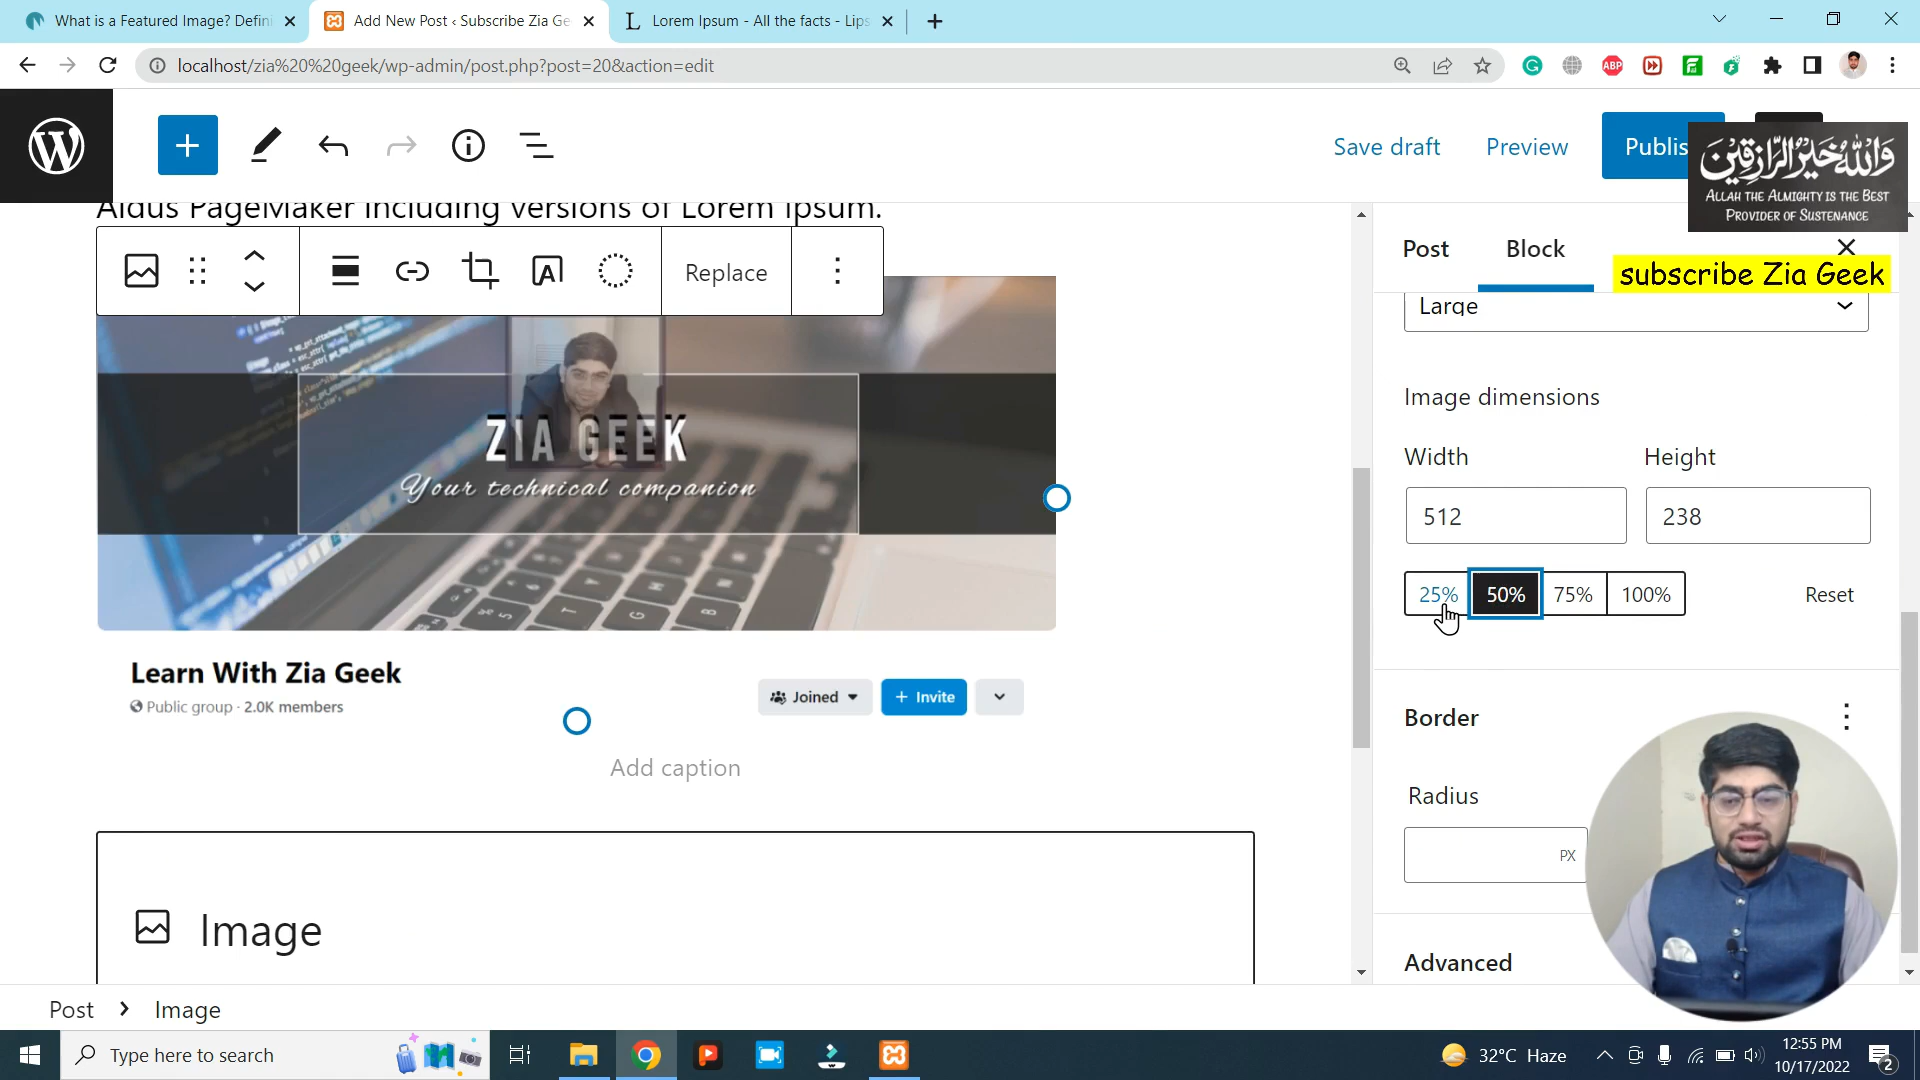 What is a Featured Image? Defini
Add New Post ‹ Subscribe Zia Ge
Lorem Ipsum - All the facts - Lips
localhost/zia%20%20geek/wp-admin/post.php?post=20&action=edit
ABP
Save draft
Preview
Publis
وَاللّٰهُ خَيْرُ الرَّازِقِيْنَ
ALLAH THE ALMIGHTY IS THE BEST
PROVIDER OF SUSTENANCE
Aldus PageMaker including versions of Lorem Ipsum.
Replace
Post
Block
subscribe Zia Geek
Large
Image dimensions
Width
Height
512
238
25%
50%
75%
100%
Reset
ZIA GEEK
Your technical companion
Learn With Zia Geek
Public group · 2.0K members
Joined
+ Invite
Add caption
Border
Radius
PX
Image
Advanced
Post
Image
Type here to search
32°C Haze
12:55 PM
10/17/2022
2